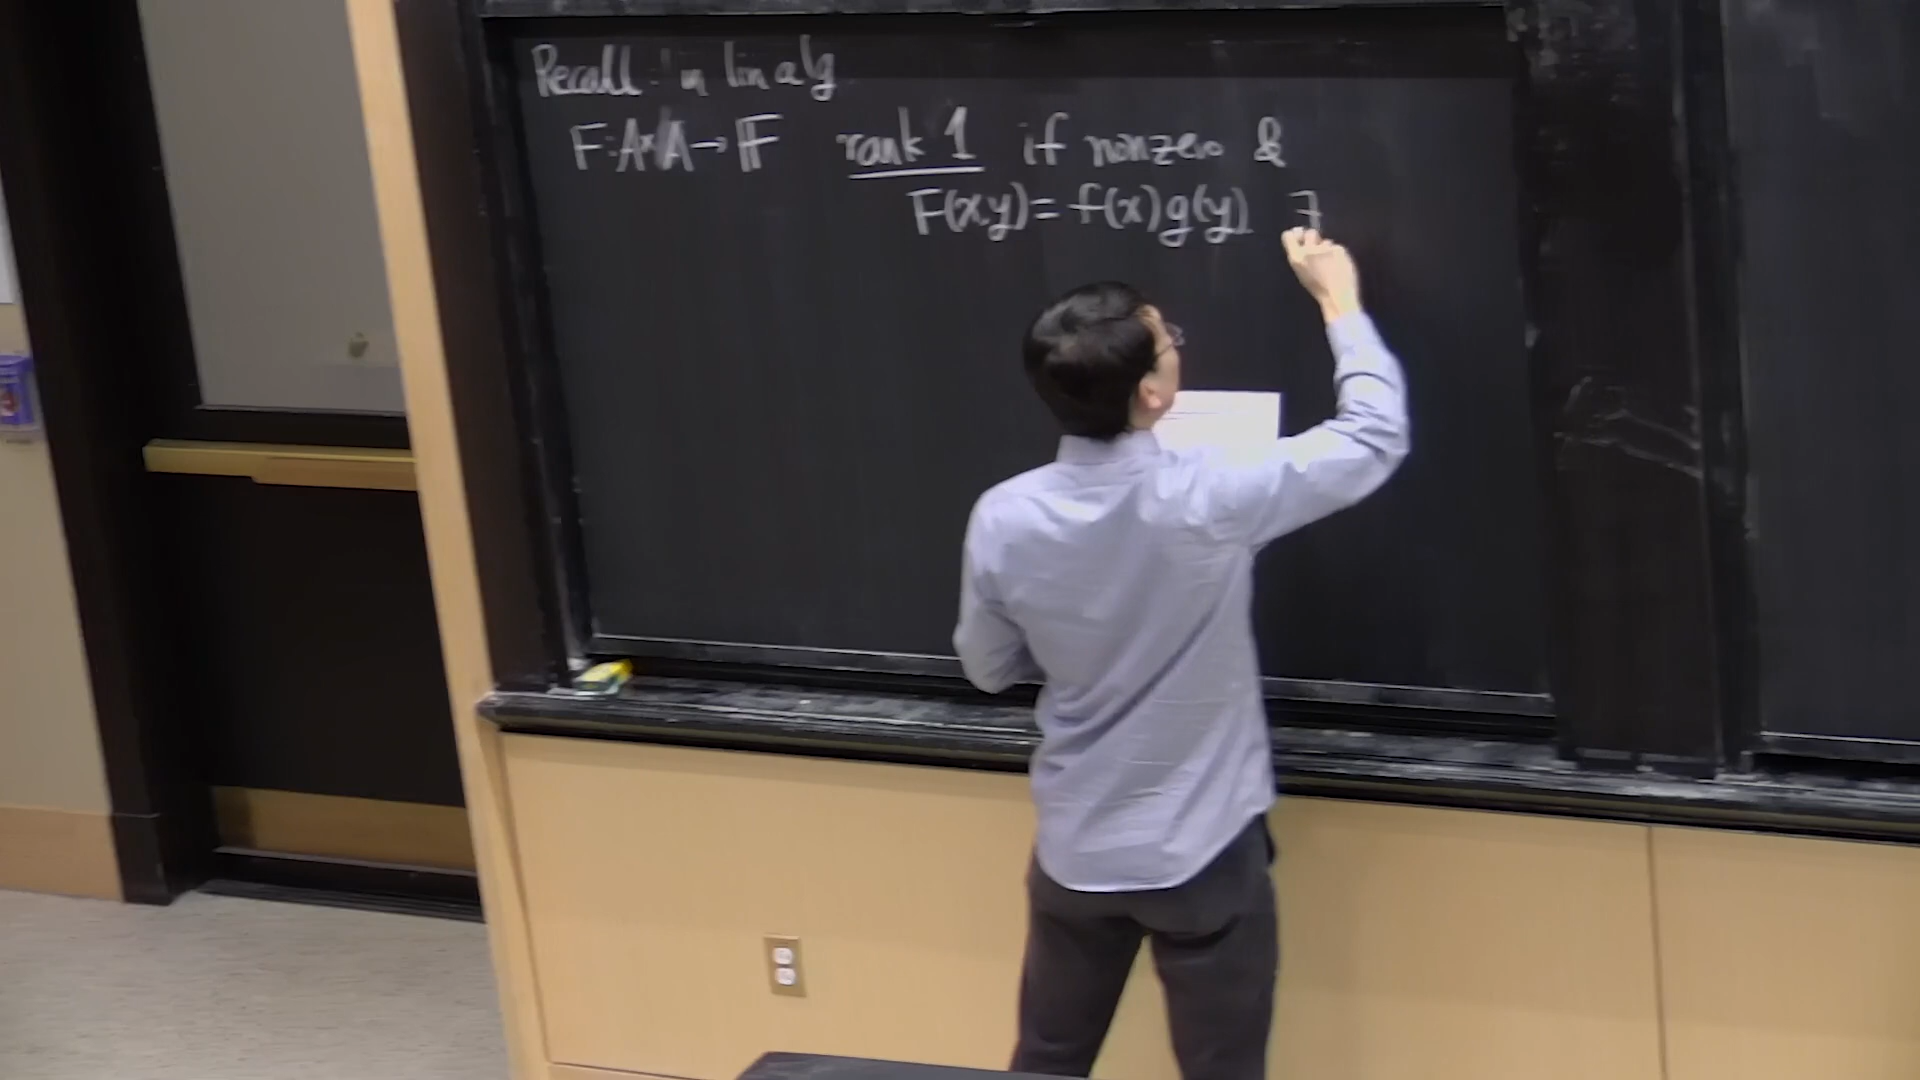 Recall: in lin alg
F: A×A → 𝔽 rank 1 if nonzero &
F(x,y) = f(x)g(y) ∃